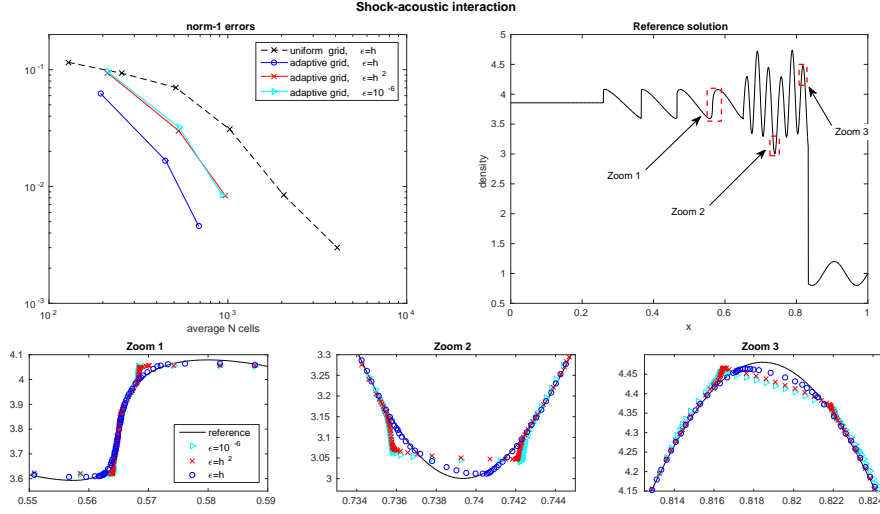 Shock-acoustic interaction
norm-1 errors
10^-1
10^-2
10^-3
10^2
10^3
10^4
average N cells
uniform grid, ϵ=h
adaptive grid, ϵ=h
adaptive grid, ϵ=h^2
adaptive grid, ϵ=10^-6
Reference solution
5
4.5
4
3.5
3
2.5
2
1.5
1
0.5
density
0
0.2
0.4
0.6
0.8
1
x
Zoom 1
Zoom 2
Zoom 3
Zoom 1
4.1
4
3.9
3.8
3.7
3.6
0.55
0.56
0.57
0.58
0.59
reference
ϵ=10^-6
ϵ=h^2
ϵ=h
Zoom 2
3.3
3.25
3.2
3.15
3.1
3.05
3
0.734
0.736
0.738
0.74
0.742
0.744
Zoom 3
4.45
4.4
4.35
4.3
4.25
4.2
4.15
0.814
0.816
0.818
0.82
0.822
0.824